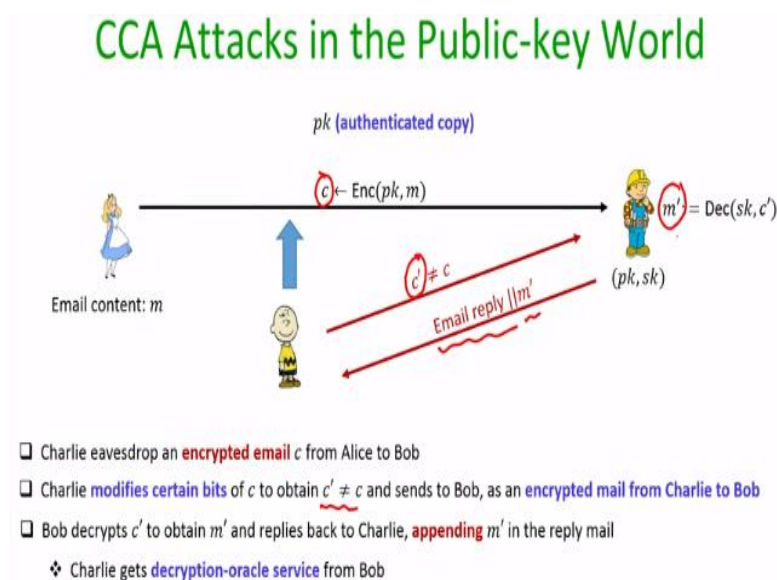 CCA Attacks in the Public-key World
pk (authenticated copy)
c ← Enc(pk, m)
m' = Dec(sk, c')
c' ≠ c
(pk, sk)
Email content: m
Email reply ||m'
❑ Charlie eavesdrop an encrypted email c from Alice to Bob
❑ Charlie modifies certain bits of c to obtain c' ≠ c and sends to Bob, as an encrypted mail from Charlie to Bob
❑ Bob decrypts c' to obtain m' and replies back to Charlie, appending m' in the reply mail
❖ Charlie gets decryption-oracle service from Bob